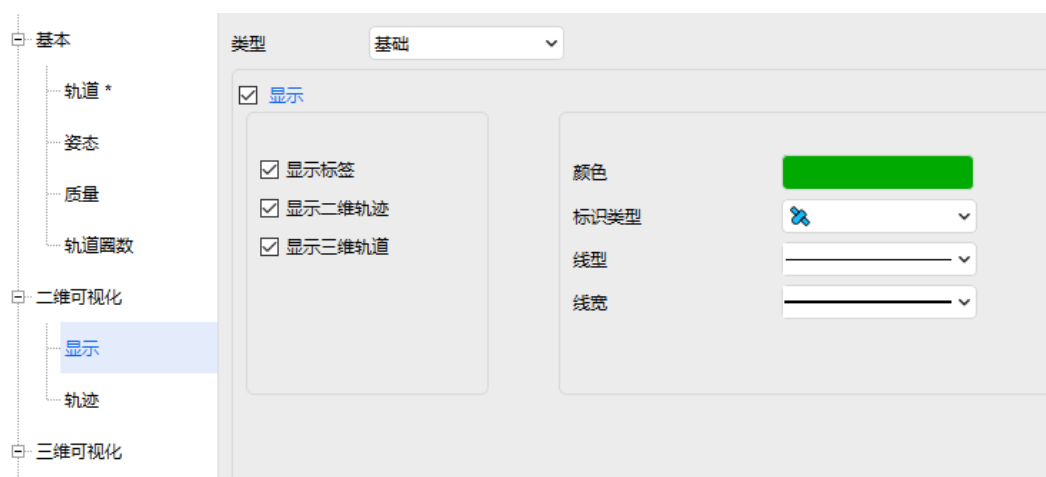 基本
轨道 *
姿态
质量
轨道圈数
二维可视化
显示
轨迹
三维可视化
类型 基础
显示
显示标签
显示二维轨迹
显示三维轨道
颜色
标识类型
线型
线宽